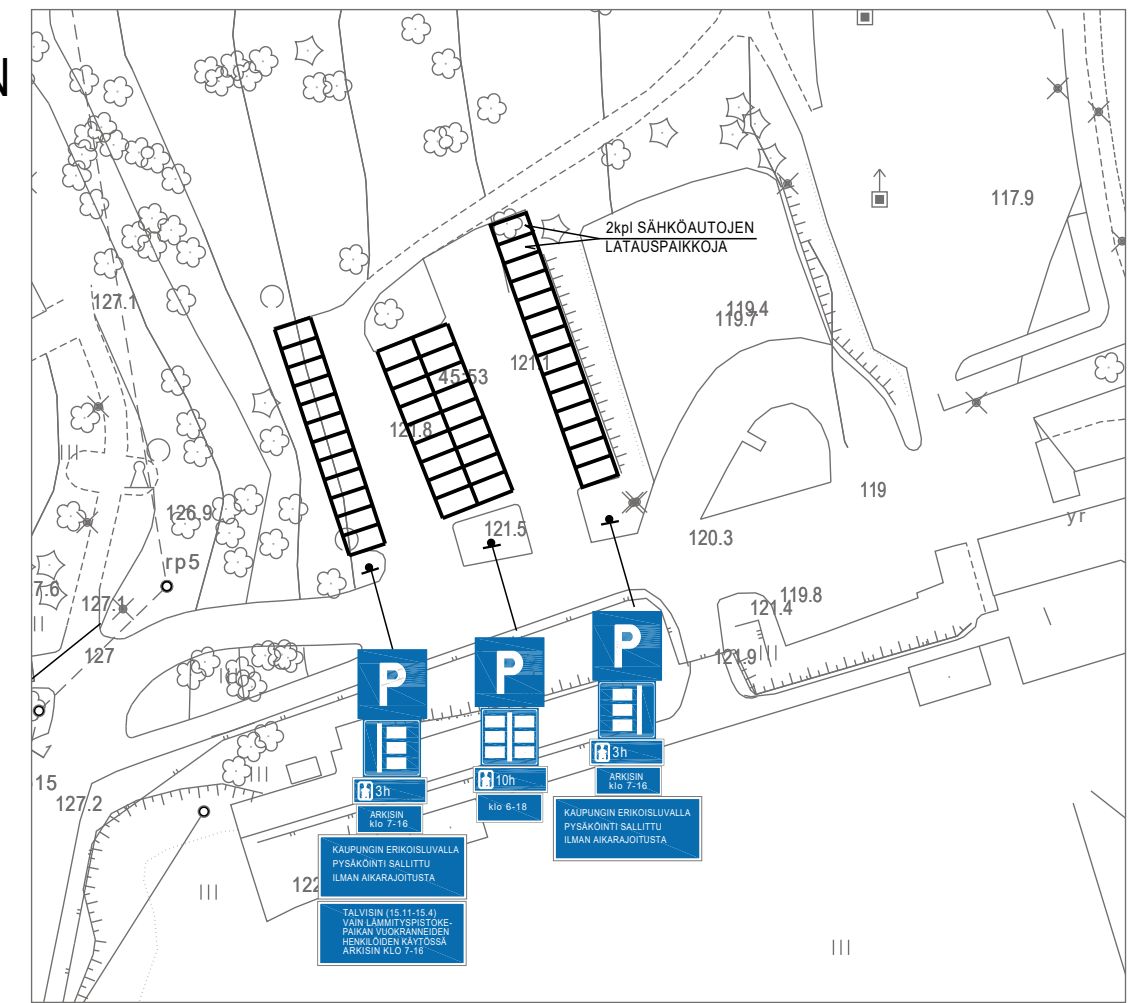 N
117.9
2kpl SÄHKÖAUTOJEN
LATAUSPAIKKOJA
127.1
119.4
119.7
121.1
45:53
121.8
119
126.9
121.5
yr
120.3
rp5
7.6
127.1
119.8
121.4
127
121.9
P
P
P
3h
10h
3h
ARKISIN
klo 7-16
klo 6-18
ARKISIN
klo 7-16
15
127.2
KAUPUNGIN ERIKOISLUVALLA
PYSÄKÖINTI SALLITTU
ILMAN AIKARAJOITUSTA
KAUPUNGIN ERIKOISLUVALLA
PYSÄKÖINTI SALLITTU
ILMAN AIKARAJOITUSTA
122
TALVISIN (15.11-15.4)
VAIN LÄMMITYSPISTOKE-
PAIKAN VUOKRANNEIDEN
HENKILÖIDEN KÄYTÖSSÄ
ARKISIN KLO 7-16